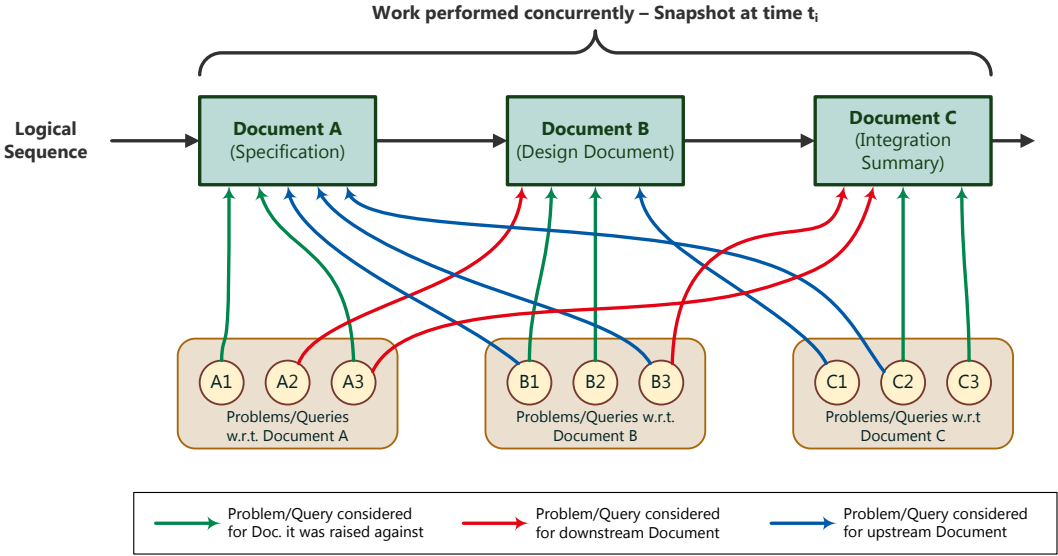 Work performed concurrently – Snapshot at time ti
Logical
Sequence
Document A
(Specification)
Document B
(Design Document)
Document C
(Integration
Summary)
A1 A2 A3
Problems/Queries
w.r.t. Document A
B1 B2 B3
Problems/Queries w.r.t.
Document B
C1 C2 C3
Problems/Queries w.r.t
Document C
Problem/Query considered
for Doc. it was raised against
Problem/Query considered
for downstream Document
Problem/Query considered
for upstream Document